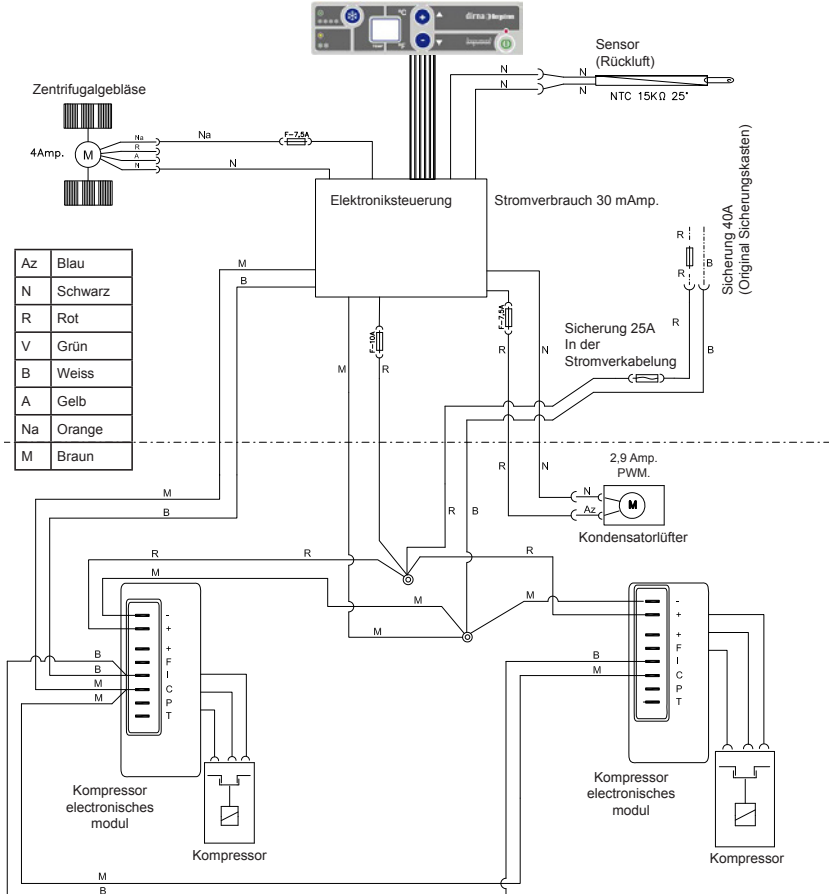 °C
°F
dirna Bergstrom
Sensor
(Rückluft)
N
N
N
N
NTC 15KΩ 25°
Zentrifugalgebläse
4Amp.
M
Na
R
A
N
Na
F-7,5A
N
Elektroniksteuerung
Stromverbrauch 30 mAmp.
Sicherung 40A
(Original Sicherungskasten)
R
R
B
R
B
Az Blau
N Schwarz
R Rot
V Grün
B Weiss
A Gelb
Na Orange
M Braun
M
B
F-10A
M
R
F-7,5A
R
N
Sicherung 25A
In der
Stromverkabelung
R
N
2,9 Amp.
PWM.
N
Az
M
Kondensatorlüfter
M
B
R
B
R
R
R
M
M
M
M
B
B
M
M
-
+
+
F
I
C
P
T
B
M
-
+
+
F
I
C
P
T
Kompressor
electronisches
modul
Kompressor
Kompressor
electronisches
modul
Kompressor
M
B